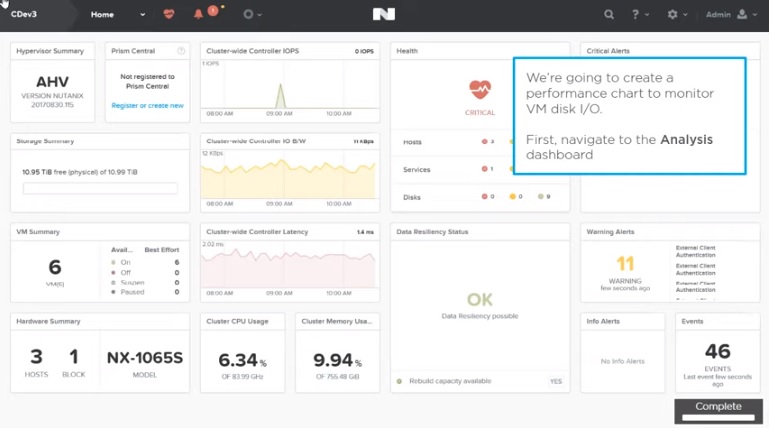 CDev3
Home
1
?
Admin
Hypervisor Summary
AHV
VERSION NUTANIX
20170830.115
Prism Central
?
Not registered to
Prism Central
Register or create new
Cluster-wide Controller IOPS
0 IOPS
1 IOPS
08:00 AM
09:00 AM
10:00 AM
Health
CRITICAL
Hosts
3
Services
1
Disks
0
0
9
Critical Alerts
We're going to create a
performance chart to monitor
VM disk I/O.
First, navigate to the Analysis
dashboard
Storage Summary
10.95 TiB free (physical) of 10.99 TiB
Cluster-wide Controller IO B/W
11 KBps
12 KBps
08:00 AM
09:00 AM
10:00 AM
VM Summary
6
VM(S)
Avail...
Best Effort
On
6
Off
0
Suspen
0
Paused
0
Cluster-wide Controller Latency
1.4 ms
2.02 ms
08:00 AM
09:00 AM
10:00 AM
Data Resiliency Status
OK
Data Resiliency possible
Rebuild capacity available
YES
Warning Alerts
11
WARNING
few seconds ago
External Client
Authentication
External Client
Authentication
External Client
Authentication
Hardware Summary
3
HOSTS
1
BLOCK
NX-1065S
MODEL
Cluster CPU Usage
6.34 %
OF 83.99 GHz
Cluster Memory Usa...
9.94 %
OF 755.48 GiB
Info Alerts
No Info Alerts
Events
46
EVENTS
Last event few seconds
ago
Complete